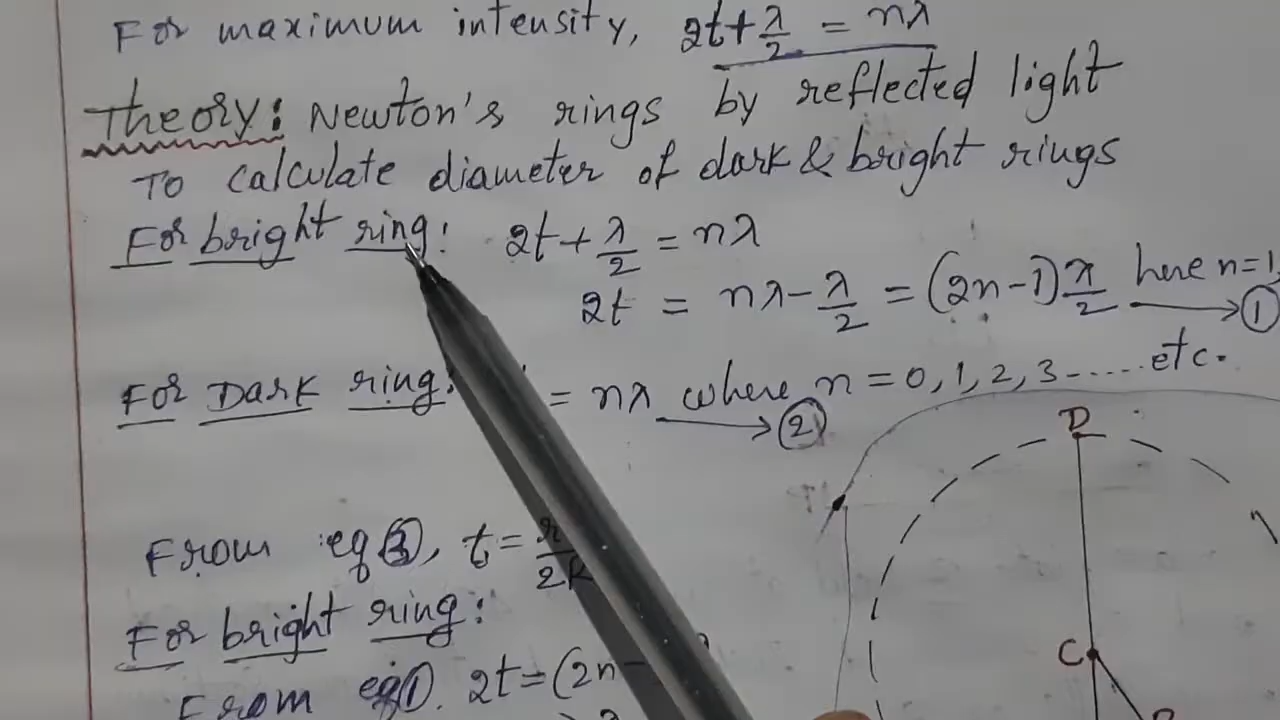 For maximum intensity, 2t + λ/2 = nλ
Theory: Newton's rings by reflected light
To calculate diameter of dark & bright rings
For bright ring: 2t + λ/2 = nλ
2t = nλ - λ/2 = (2n-1) λ/2 here n=1, → ①
For Dark ring: = nλ where n = 0, 1, 2, 3 ..... etc.
→ ②
D
From eq ③, t =
2R
For bright ring:
C
From eq ①. 2t = (2n-